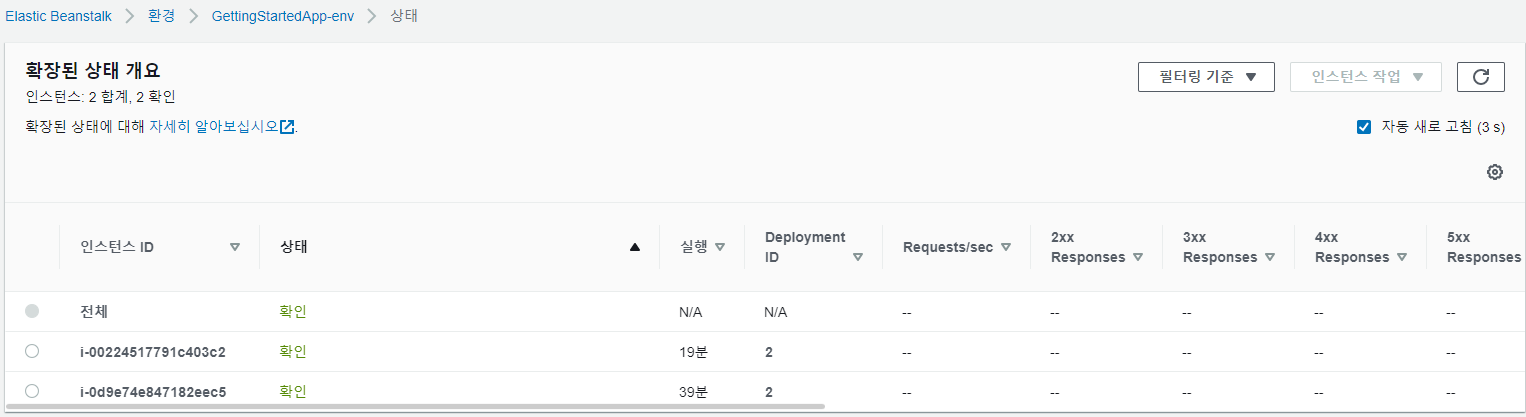 Elastic Beanstalk > 환경 > GettingStartedApp-env > 상태
확장된 상태 개요
필터링 기준 ▼
인스턴스 작업 ▼
인스턴스: 2 합계, 2 확인
확장된 상태에 대해 자세히 알아보십시오.
자동 새로 고침 (3 s)
인스턴스 ID 상태 실행 Deployment ID Requests/sec 2xx Responses 3xx Responses 4xx Responses 5xx Responses
전체 확인 N/A N/A -- -- -- -- --
i-00224517791c403c2 확인 19분 2 -- -- -- -- --
i-0d9e74e847182eec5 확인 39분 2 -- -- -- -- --